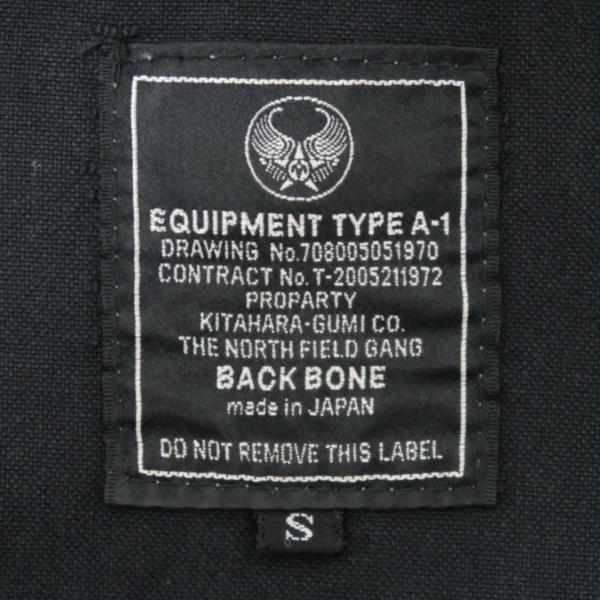 EQUIPMENT TYPE A-1
DRAWING No.708005051970
CONTRACT No.T-2005211972
PROPARTY
KITAHARA-GUMI CO.
THE NORTH FIELD GANG
BACK BONE
made in JAPAN
DO NOT REMOVE THIS LABEL
S